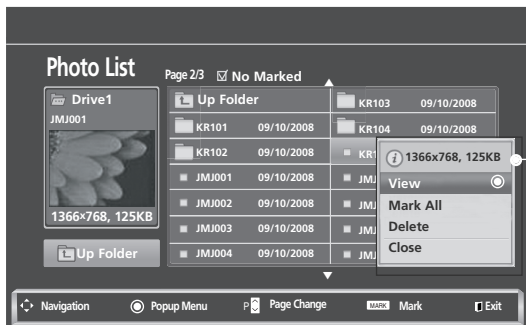 Photo List
Page 2/3 No Marked
Drive1
JMJ001
1366×768, 125KB
Up Folder
Up Folder
KR101 09/10/2008
KR102 09/10/2008
JMJ001 09/10/2008
JMJ002 09/10/2008
JMJ003 09/10/2008
JMJ004 09/10/2008
KR103 09/10/2008
KR104 09/10/2008
1366x768, 125KB
View
Mark All
Delete
Close
Navigation Popup Menu P Page Change MARK Mark Exit